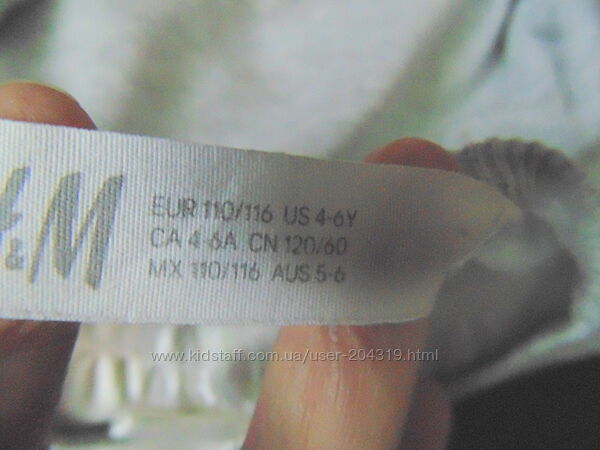 H&M
EUR 110/116 US 4-6Y
CA 4-6A CN 120/60
MX 110/116 AUS 5-6
www.kidstaff.com.ua/user-204319.html